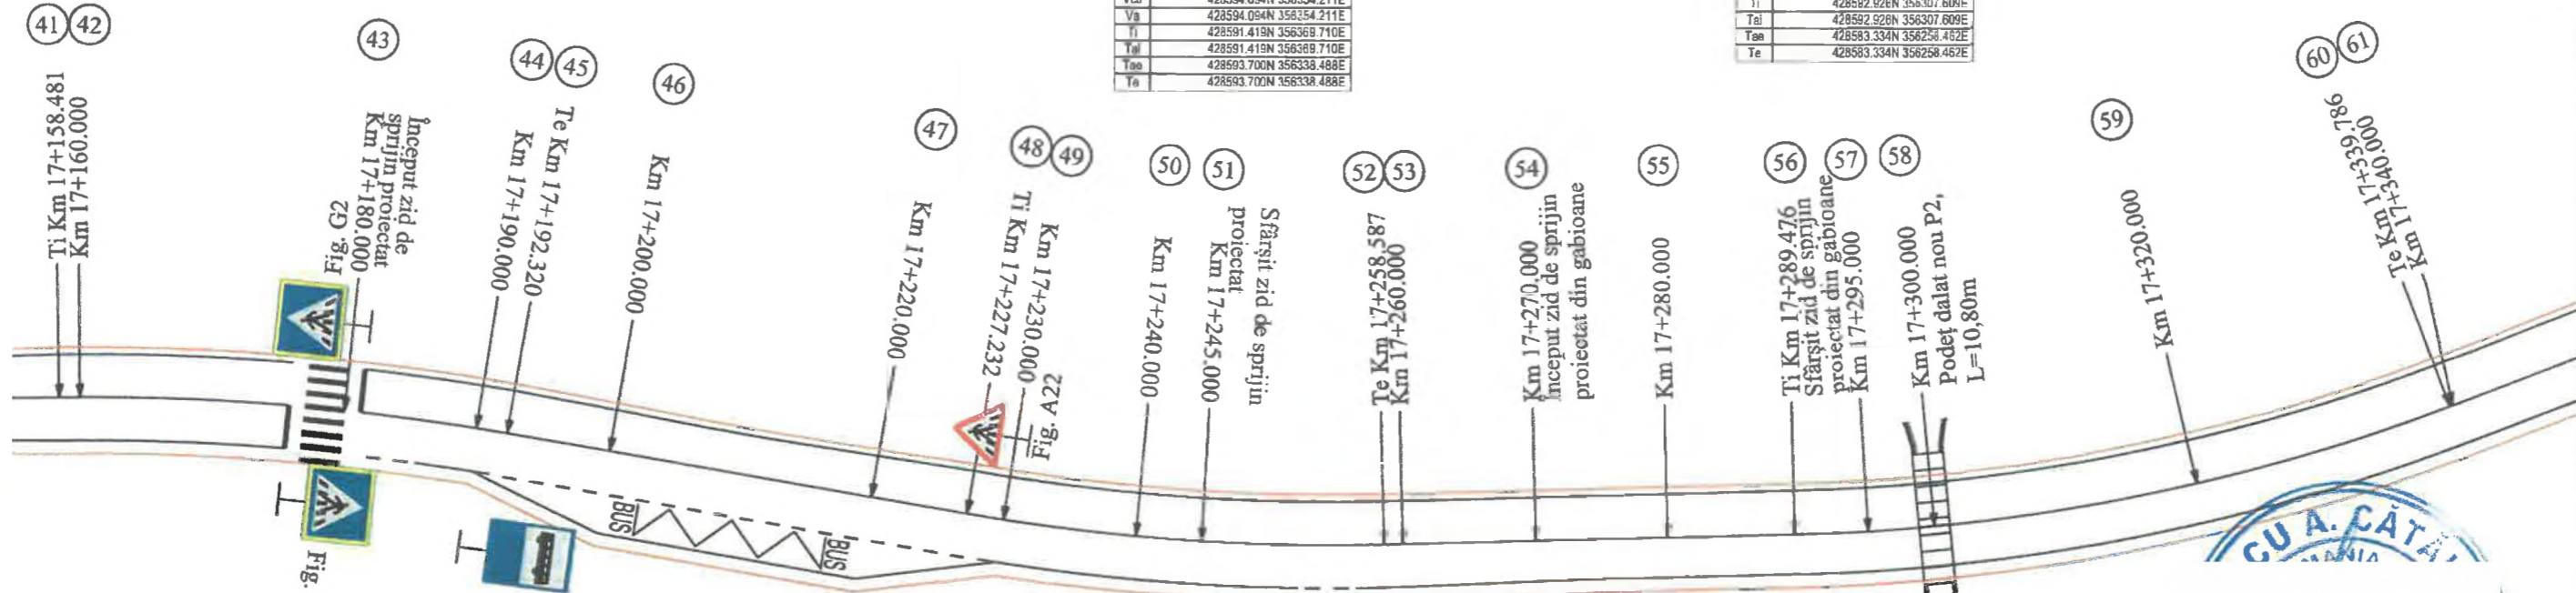 41 42
Ti Km 17+158.481
Km 17+160.000
43
Început zid de
sprijin proiectat
Km 17+180.000
Fig. G2
44 45
Km 17+190.000
Te Km 17+192.320
46
Km 17+200.000
47
Km 17+220.000
48 49
Ti Km 17+227.232
Km 17+230.000
Fig. A22
50
Km 17+240.000
51
Sfârșit zid de sprijin
proiectat
Km 17+245.000
52 53
Te Km 17+258.587
Km 17+260.000
54
Km 17+270.000
Început zid de sprijin
proiectat din gabioane
55
Km 17+280.000
56 57
Ti Km 17+289.476
Sfârșit zid de sprijin
proiectat din gabioane
Km 17+295.000
58
Km 17+300.000
Podeț dalat nou P2,
L=10,80m
59
Km 17+320.000
60 61
Te Km 17+339.786
Km 17+340.000
Va 428594.094N 356354.211E
Ti 428591.419N 356369.710E
Tai 428591.419N 356369.710E
Tae 428593.700N 356338.488E
Te 428593.700N 356338.488E
Ti 428592.926N 356307.609E
Tai 428592.926N 356307.609E
Tae 428583.334N 356258.462E
Te 428583.334N 356258.462E
BUS
BUS
Fig.
CU A. CĂTĂ